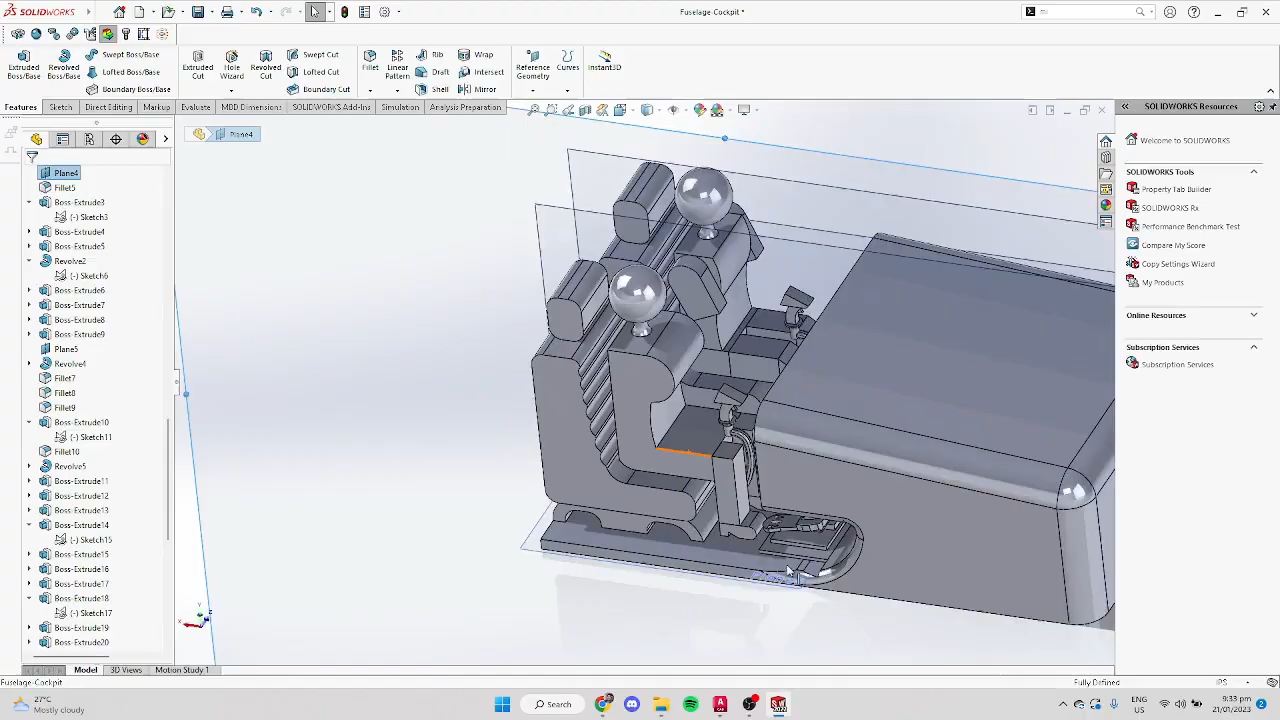 SOLIDWORKS
Fuselage-Cockpit *
Extruded Boss/Base
Revolved Boss/Base
Swept Boss/Base
Lofted Boss/Base
Boundary Boss/Base
Extruded Cut
Hole Wizard
Revolved Cut
Swept Cut
Lofted Cut
Boundary Cut
Fillet
Linear Pattern
Rib
Draft
Shell
Wrap
Intersect
Mirror
Reference Geometry
Curves
Instant3D
Features
Sketch
Direct Editing
Markup
Evaluate
MBD Dimensions
SOLIDWORKS Add-Ins
Simulation
Analysis Preparation
Plane4
Plane4
Fillet5
Boss-Extrude3
(-) Sketch3
Boss-Extrude4
Boss-Extrude5
Revolve2
(-) Sketch6
Boss-Extrude6
Boss-Extrude7
Boss-Extrude8
Boss-Extrude9
Plane5
Revolve4
Fillet7
Fillet8
Fillet9
Boss-Extrude10
(-) Sketch11
Fillet10
Revolve5
Boss-Extrude11
Boss-Extrude12
Boss-Extrude13
Boss-Extrude14
(-) Sketch15
Boss-Extrude15
Boss-Extrude16
Boss-Extrude17
Boss-Extrude18
(-) Sketch17
Boss-Extrude19
Boss-Extrude20
SOLIDWORKS Resources
Welcome to SOLIDWORKS
SOLIDWORKS Tools
Property Tab Builder
SOLIDWORKS Rx
Performance Benchmark Test
Compare My Score
Copy Settings Wizard
My Products
Online Resources
Subscription Services
Subscription Services
Model
3D Views
Motion Study 1
Fuselage-Cockpit
Fully Defined
IPS
27°C
Mostly cloudy
Search
ENG
US
9:33 pm
21/01/2023